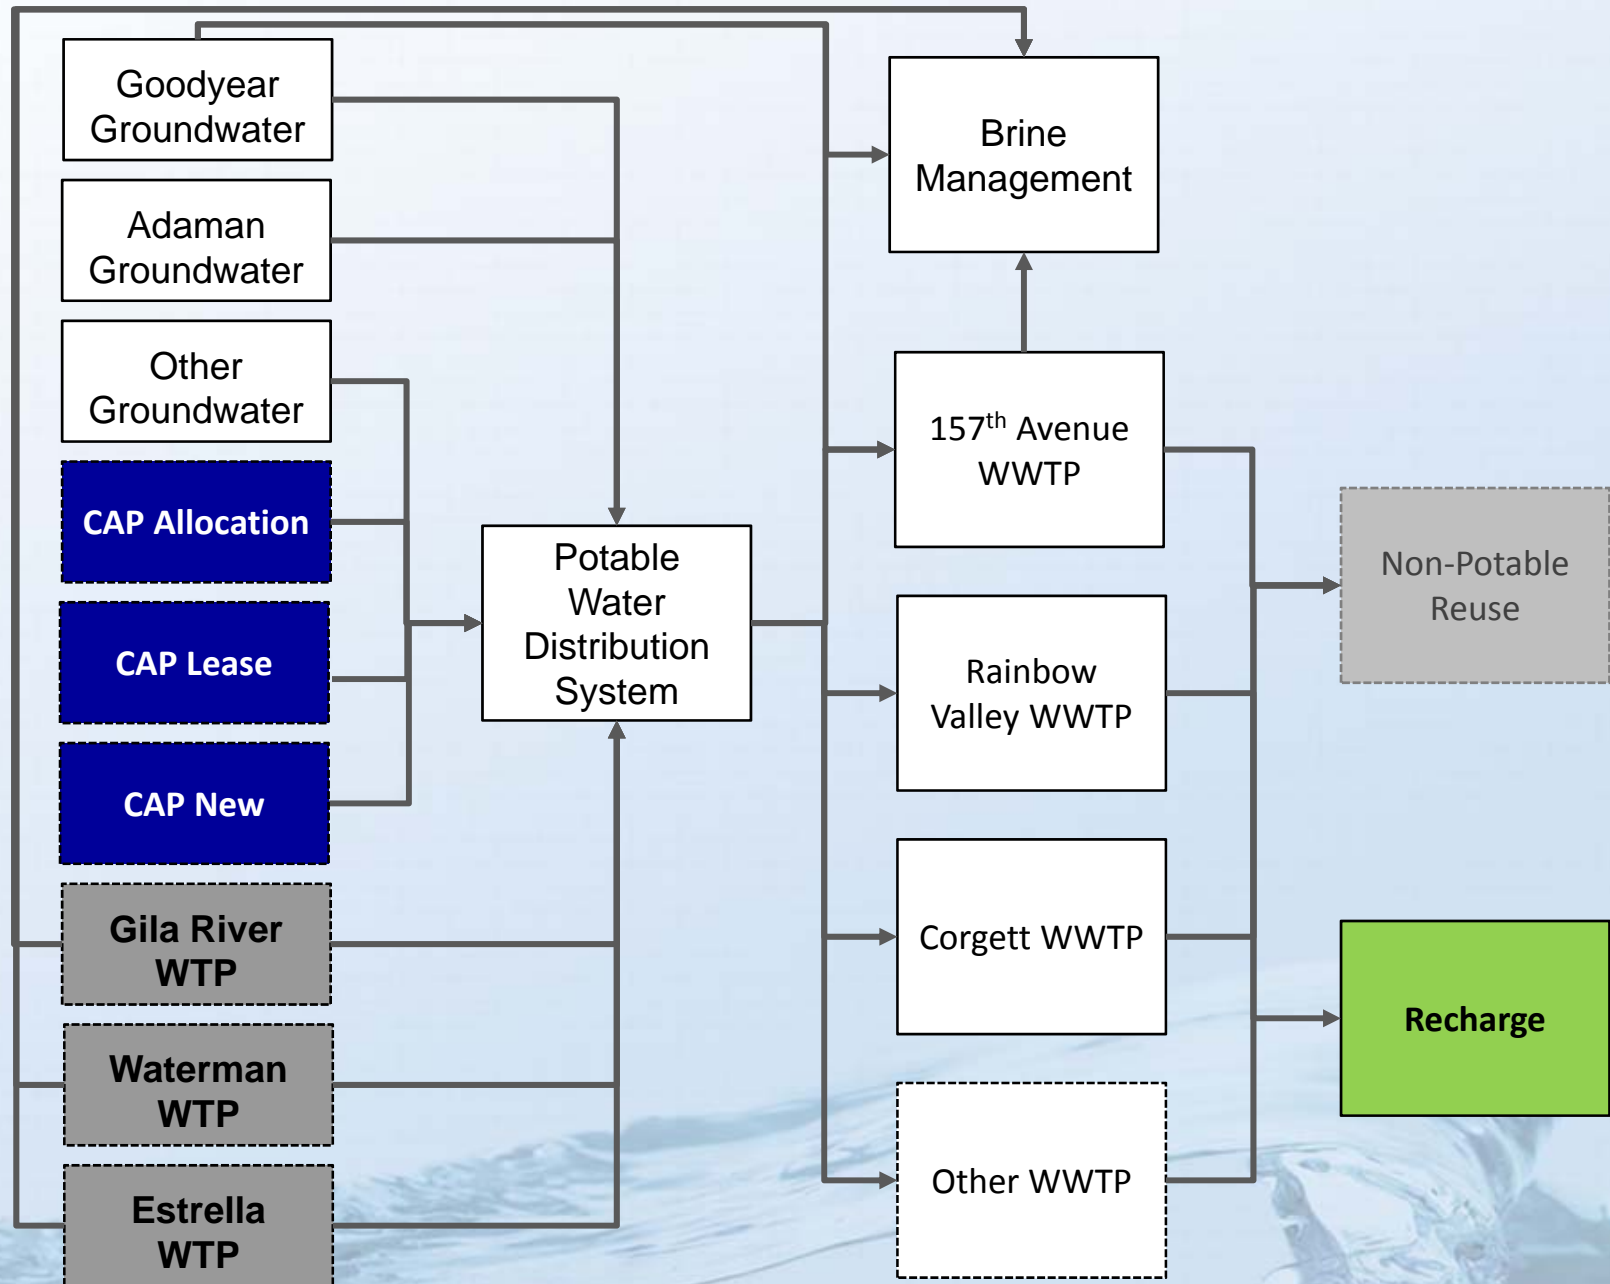 Goodyear
Groundwater
Adaman
Groundwater
Other
Groundwater
CAP Allocation
CAP Lease
CAP New
Gila River
WTP
Waterman
WTP
Estrella
WTP
Potable
Water
Distribution
System
Brine
Management
157th Avenue
WWTP
Rainbow
Valley WWTP
Corgett WWTP
Other WWTP
Non-Potable
Reuse
Recharge